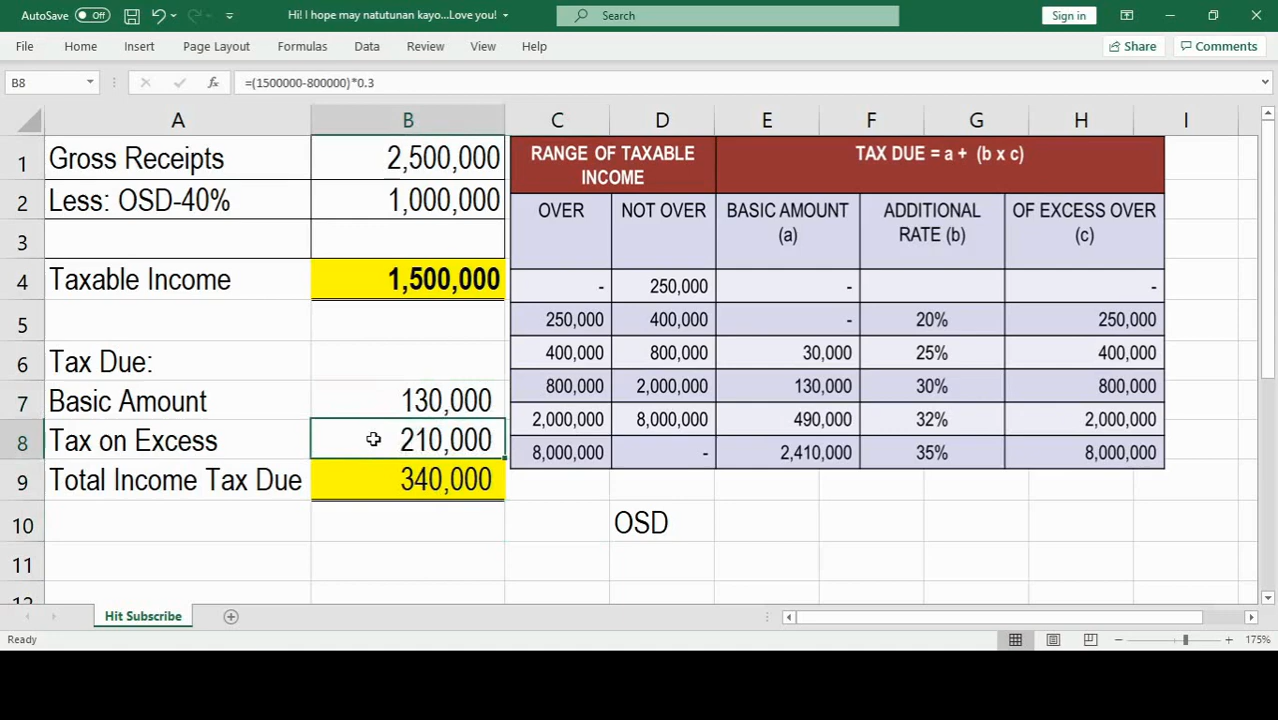 AutoSave Off Hi! I hope may natutunan kayo...Love you! Search Sign in
File Home Insert Page Layout Formulas Data Review View Help Share Comments
B8 fx =(1500000-800000)*0.3
A B C D E F G H I
1 Gross Receipts 2,500,000
2 Less: OSD-40% 1,000,000
3
4 Taxable Income 1,500,000
5
6 Tax Due:
7 Basic Amount 130,000
8 Tax on Excess 210,000
9 Total Income Tax Due 340,000
10 OSD
11
12
RANGE OF TAXABLE TAX DUE = a + (b x c)
INCOME
OVER NOT OVER BASIC AMOUNT ADDITIONAL OF EXCESS OVER
(a) RATE (b) (c)
- 250,000 - -
250,000 400,000 - 20% 250,000
400,000 800,000 30,000 25% 400,000
800,000 2,000,000 130,000 30% 800,000
2,000,000 8,000,000 490,000 32% 2,000,000
8,000,000 - 2,410,000 35% 8,000,000
Hit Subscribe
Ready 175%